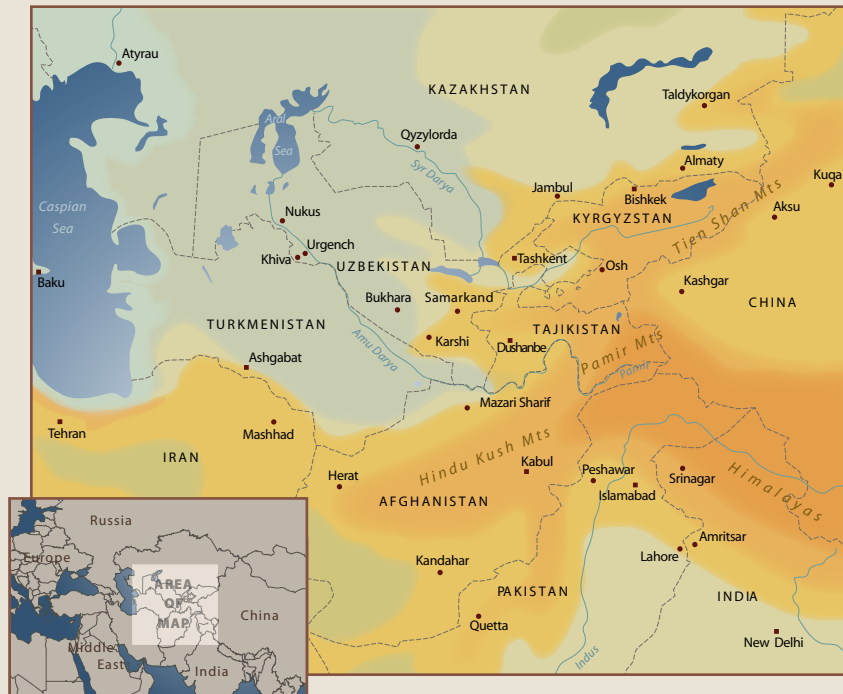 Atyrau
KAZAKHSTAN
Taldykorgan
Aral
Sea
Qyzylorda
Syr Darya
Almaty
Kuqa
Jambul
Bishkek
Tien Shan Mts
Caspian
Sea
Nukus
KYRGYZSTAN
Aksu
Urgench
Khiva
UZBEKISTAN
Tashkent
Osh
Baku
Kashgar
Bukhara
Samarkand
CHINA
TURKMENISTAN
TAJIKISTAN
Karshi
Dushanbe
Pamir Mts
Amu Darya
Ashgabat
Pamir
Mazari Sharif
Tehran
Mashhad
Hindu Kush Mts
IRAN
Kabul
Peshawar
Srinagar
Himalayas
Herat
Islamabad
AFGHANISTAN
Amritsar
Lahore
Kandahar
PAKISTAN
INDIA
Quetta
New Delhi
Indus
Russia
Europe
AREA
OF
MAP
China
Middle
East
India